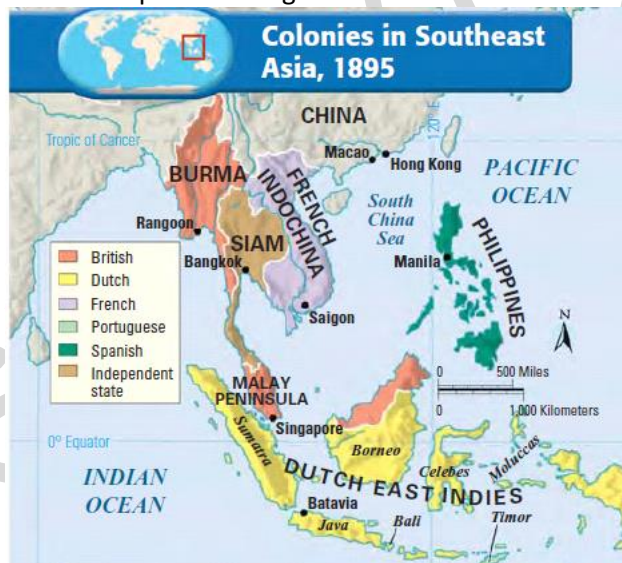 Colonies in Southeast
Asia, 1895
CHINA
120° E
Tropic of Cancer
Macao
Hong Kong
PACIFIC
OCEAN
BURMA
FRENCH
INDOCHINA
South
China
Sea
Rangoon
SIAM
Bangkok
Manila
PHILIPPINES
British
Dutch
French
Portuguese
Spanish
Independent
state
Saigon
N
0 500 Miles
0 1,000 Kilometers
MALAY
PENINSULA
Singapore
0° Equator
Sumatra
Borneo
Celebes
Moluccas
INDIAN
OCEAN
DUTCH EAST INDIES
Batavia
Java
Bali
Timor